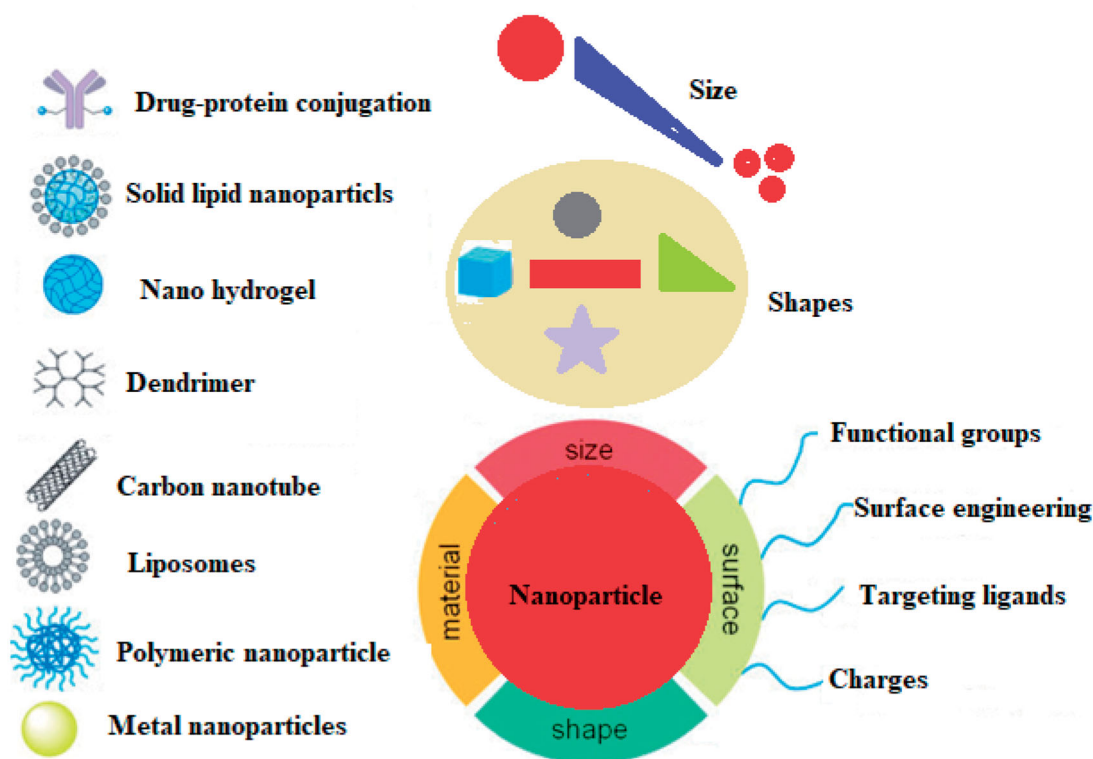 Drug-protein conjugation
Solid lipid nanoparticls
Nano hydrogel
Dendrimer
Carbon nanotube
Liposomes
Polymeric nanoparticle
Metal nanoparticles
Size
Shapes
size
material
Nanoparticle
surface
shape
Functional groups
Surface engineering
Targeting ligands
Charges